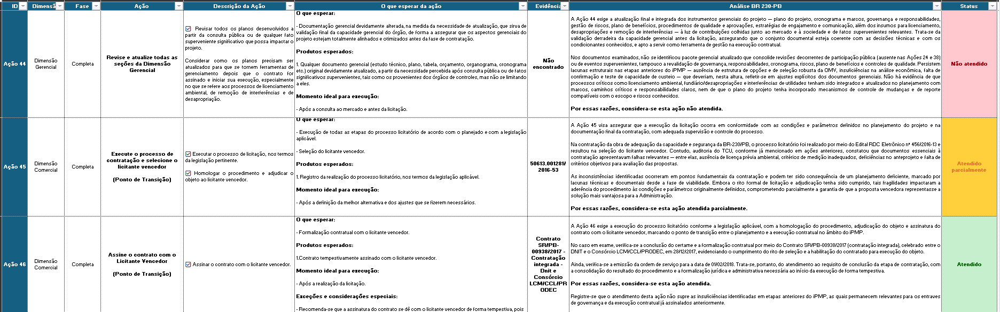 ID Dimensã Fase Ação Descrição da Ação O que esperar da ação Evidência Análise BR 230-PB Status
Ação 44
Dimensão
Gerencial
Completa
Revise e atualize todas as
seções da Dimensão
Gerencial
Revisar todos os planos desenvolvidos a
partir da consulta pública ou de qualquer fato
superveniente significativo que possa impactar o
projeto.
Considerar como os planos precisam ser
atualizados para que se tornem ferramentas de
gerenciamento depois que o contrato for
assinado e iniciar sua execução, especialmente
no que se refere aos processos de licenciamento
ambiental, de remoção de interferências e de
desapropriação.
O que esperar:
- Documentação gerencial devidamente alterada, na medida da necessidade de atualização, que sirva de
validação final da capacidade gerencial do órgão, de forma a assegurar que os aspectos gerenciais do
projeto estejam totalmente alinhados e otimizados antes da fase de contratação.
Produtos esperados:
1. Qualquer documento gerencial (estudo técnico, plano, tabela, orçamento, organograma, cronograma
etc.) original devidamente atualizado, a partir da necessidade percebida após consulta pública ou de fatos
significativos supervenientes, tais como os provenientes dos órgãos de controles, mas não se limitando
a eles.
Momento ideal para execução:
- Após a consulta ao mercado e antes da licitação.
Não
encontrado
A Ação 44 exige a atualização final e integrada dos instrumentos gerenciais do projeto — plano do projeto, cronograma e marcos, governança e responsabilidades,
gestão de riscos, plano de benefícios, procedimentos de qualidade e aprovações, estratégias de engajamento e comunicação, além dos insumos para licenciamento,
desapropriações e remoção de interferências — à luz de contribuições colhidas junto ao mercado e à sociedade e de fatos supervenientes relevantes. Trata-se da
validação derradeira da capacidade gerencial antes da licitação, assegurando que o conjunto documental esteja coerente com as decisões técnicas e com os
condicionantes conhecidos, e apto a servir como ferramenta de gestão na execução contratual.
Nos documentos examinados, não se identificou pacote gerencial atualizado que consolide revisões decorrentes de participação pública (ausente nas Ações 24 e 38)
ou de eventos supervenientes, tampouco a revalidação de governança, responsabilidades, cronograma, riscos, plano de benefícios e controles de qualidade. Persistem
lacunas estruturais nas etapas anteriores do iPMP — ausência de estrutura de opções e de seleção robusta da OMV, insuficiências na análise econômica, falta de
confirmação e teste de capacidade de custeio — que deveriam, nesta altura, refletir-se em ajustes explícitos dos documentos gerenciais. Não há evidência de que
processos críticos como licenciamento ambiental, fundiário/desapropriações e interferências de utilidades tenham sido integrados e atualizados no planejamento com
marcos, caminhos críticos e responsabilidades claros, nem de que o plano do projeto tenha incorporado mecanismos de controle de mudanças e de reporte
compatíveis com o escopo e riscos conhecidos.
Por essas razões, considera-se esta ação não atendida.
Não atendido
Ação 45
Dimensão
Comercial
Completa
Execute o processo de
contratação e selecione o
licitante vencedor
(Ponto de Transição)
Executar o processo de licitação, nos termos
da legislação pertinente.
Homologar o procedimento e adjudicar o
objeto ao licitante vencedor.
O que esperar:
- Execução de todas as etapas do processo licitatório de acordo com o planejado e com a legislação
aplicável.
- Seleção do licitante vencedor.
Produtos esperados:
1. Registro da realização do processo licitatório, nos termos da legislação aplicável.
Momento ideal para execução:
- Após a definição da melhor alternativa e dos ajustes que se fizerem necessários.
50613.001281/
2016-53
A Ação 45 visa assegurar que a execução da licitação ocorra em conformidade com as condições e parâmetros definidos no planejamento do projeto e na
documentação final da contratação, com adequada supervisão e controle do processo.
Na contratação da obra de adequação da capacidade e segurança da BR-230/PB, o processo licitatório foi realizado por meio do Edital RDC Eletrônico nº 456/2016-13 e
resultou na seleção do licitante vencedor. Contudo, auditoria do TCU, conforme já mencionado em ações anteriores, constatou que documentos essenciais à
contratação apresentavam falhas relevantes — entre elas, ausência de licença prévia ambiental, critérios de medição inadequados, deficiências no anteprojeto e falta de
critérios objetivos para avaliação das propostas.
As inconsistências identificadas ocorreram em pontos fundamentais da contratação e podem ter sido consequência de um planejamento deficiente, marcado por
lacunas técnicas e documentais desde a fase de viabilidade. Embora o rito formal de licitação e adjudicação tenha sido cumprido, tais fragilidades impactaram a
aderência do procedimento às condições e parâmetros originalmente definidos, comprometendo parcialmente a garantia de que a proposta vencedora representasse a
solução mais vantajosa para a Administração.
Por essas razões, considera-se esta ação atendida parcialmente.
Atendido
parcialmente
Ação 46
Dimensão
Comercial
Completa
Assine o contrato com o
Licitante Vencedor
(Ponto de Transição)
Assinar o contrato com o licitante vencedor.
O que esperar:
- Formalização contratual com o licitante vencedor.
Produtos esperados:
1.Contrato tempestivamente assinado com o licitante vencedor.
Momento ideal para execução:
- Após a realização da licitação.
Exceções e considerações especiais:
- Recomenda-se que a assinatura do contrato se dê com o licitante vencedor de forma tempestiva, pois
Contrato
SR/PB-
00938/2017 -
Contratação
integrada -
Dnit e
Consórcio
LCM/CCL/PR
ODEC
A Ação 46 exige a execução do processo licitatório conforme a legislação aplicável, com a homologação do procedimento, adjudicação do objeto e assinatura do
contrato com o licitante vencedor, marcando o ponto de transição entre o planejamento e a execução contratual no âmbito do iPMP.
No caso em exame, verifica-se a conclusão do certame e a formalização contratual por meio do Contrato SR/PB-00938/2017 (contratação integrada), celebrado entre o
DNIT e o Consórcio LCM/CCL/PRODEC, em 28/12/2017, evidenciando o cumprimento do rito de seleção e a habilitação do contratado para execução do objeto.
Ainda, verifica-se a emissão da ordem de serviço para a data de 01/02/2018. Trata-se, portanto, do atendimento ao requisito de conclusão da etapa de contratação, com
a consolidação do resultado do procedimento e a formalização jurídica e administrativa necessária ao início da execução de forma tempestiva.
Por essas razões, considera-se esta ação atendida.
Registre-se que o atendimento desta ação não supre as insuficiências identificadas em etapas anteriores do iPMP, as quais permanecem relevantes para os entraves
de governança e da execução contratual já assinalados anteriormente.
Atendido